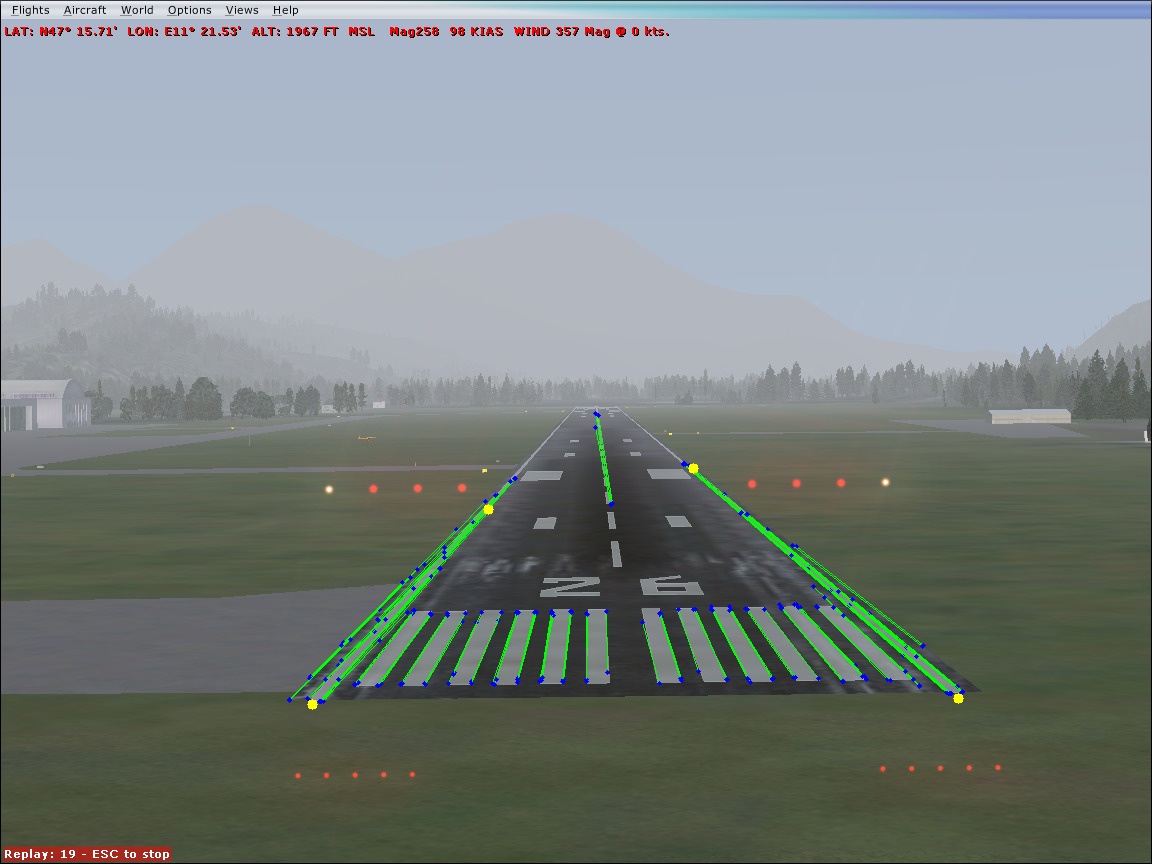 Flights Aircraft World Options Views Help
LAT: N47° 15.71' LON: E11° 21.53' ALT: 1967 FT MSL Mag258 98 KIAS WIND 357 Mag @ 0 kts.
26
Replay: 19 - ESC to stop